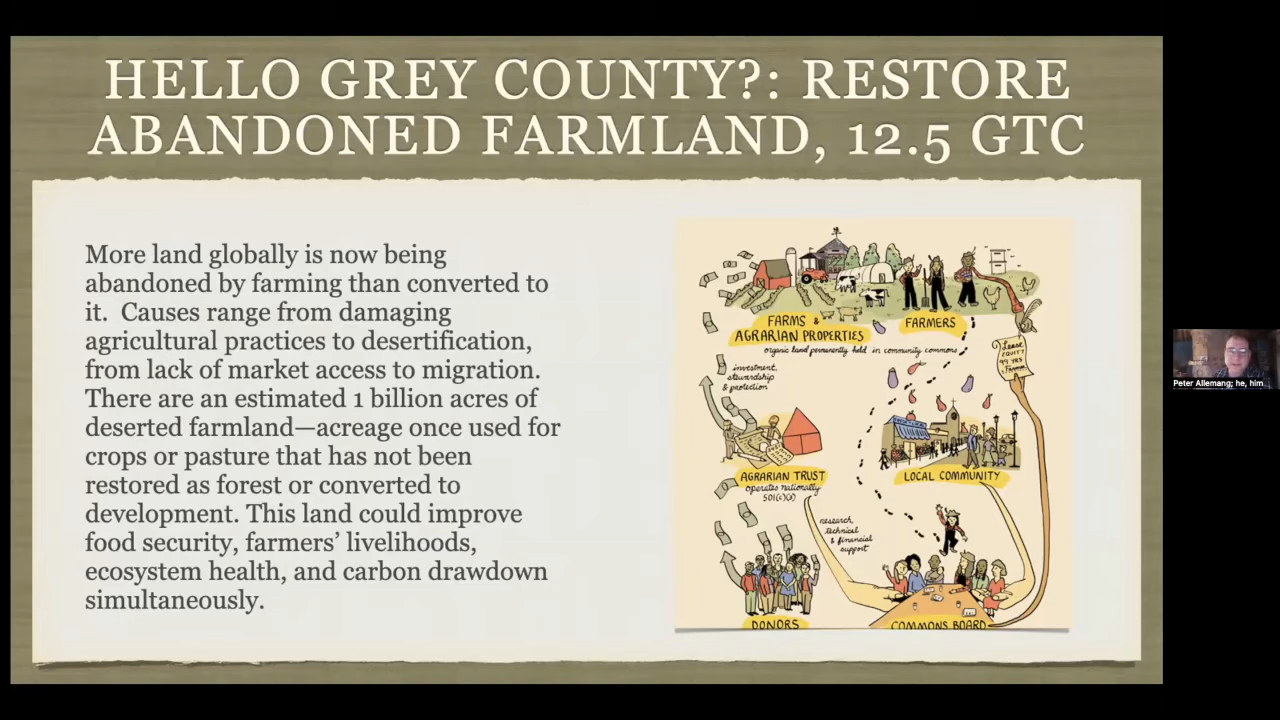 HELLO GREY COUNTY?: RESTORE
ABANDONED FARMLAND, 12.5 GTC
More land globally is now being
abandoned by farming than converted to
it.  Causes range from damaging
agricultural practices to desertification,
from lack of market access to migration.
There are an estimated 1 billion acres of
deserted farmland—acreage once used for
crops or pasture that has not been
restored as forest or converted to
development. This land could improve
food security, farmers’ livelihoods,
ecosystem health, and carbon drawdown
simultaneously.
FARMS &
AGRARIAN PROPERTIES
FARMERS
organic land permanently held in community commons
Lease
EQUITY
99 YRS
Farmin
investment,
stewardship
& protection
AGRARIAN TRUST
operates nationally
LOCAL COMMUNITY
research,
technical
& financial
support
DONORS
COMMONS BOARD
Peter Allemang; he, him